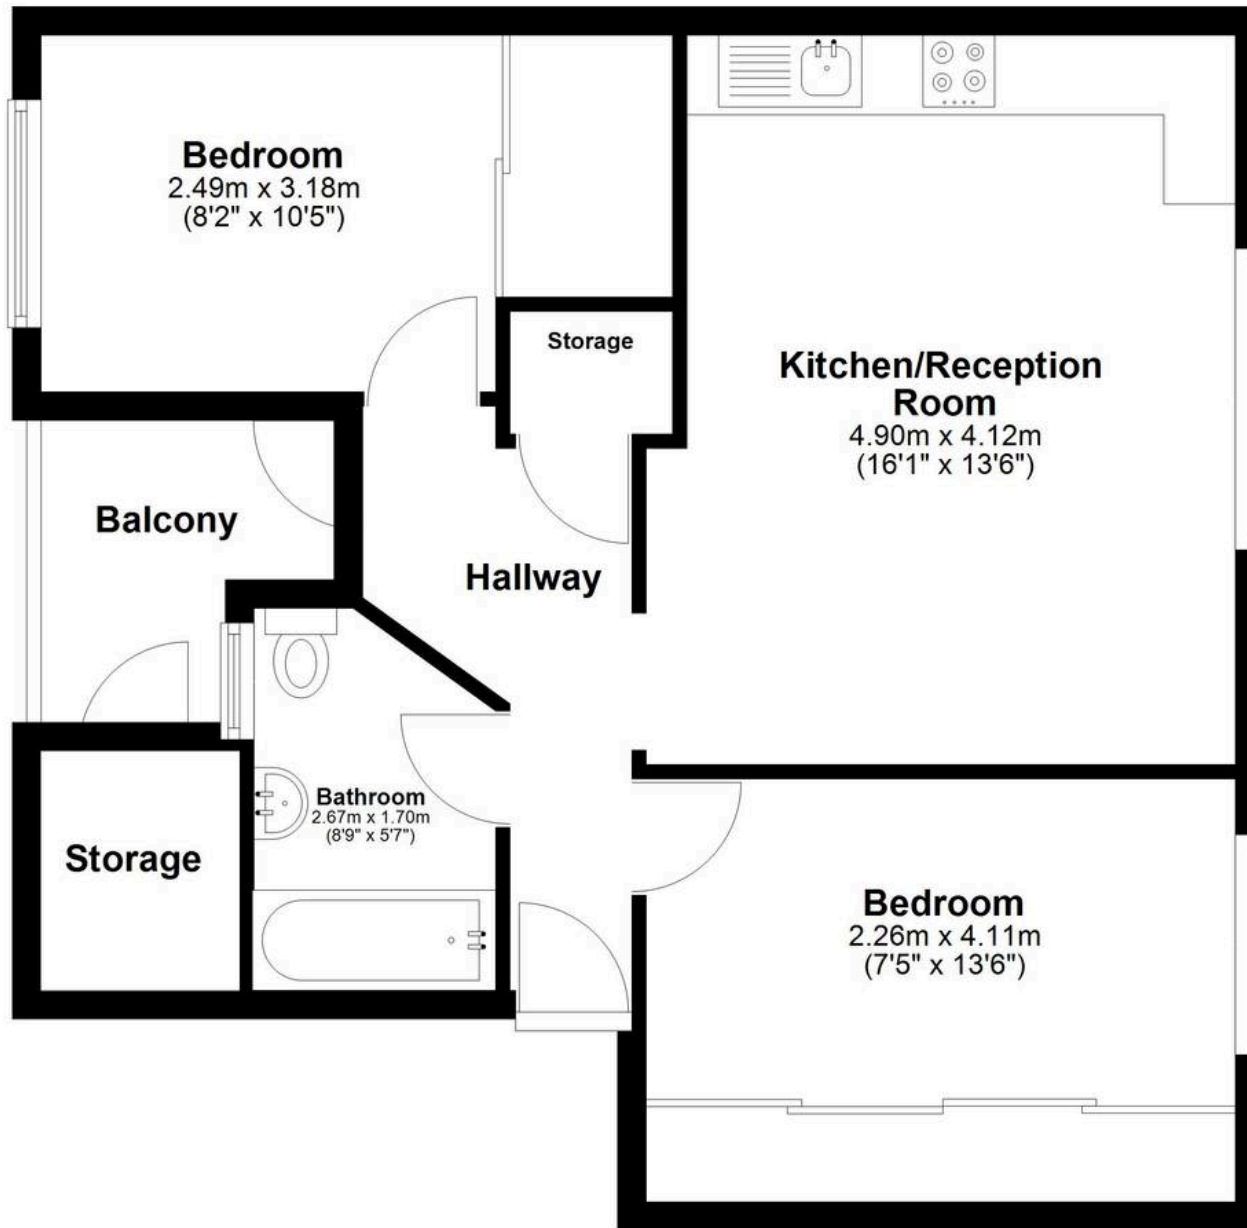 Bedroom
2.49m x 3.18m
(8'2" x 10'5")
Storage
Kitchen/Reception
Room
4.90m x 4.12m
(16'1" x 13'6")
Balcony
Hallway
Bathroom
2.67m x 1.70m
(8'9" x 5'7")
Storage
Bedroom
2.26m x 4.11m
(7'5" x 13'6")